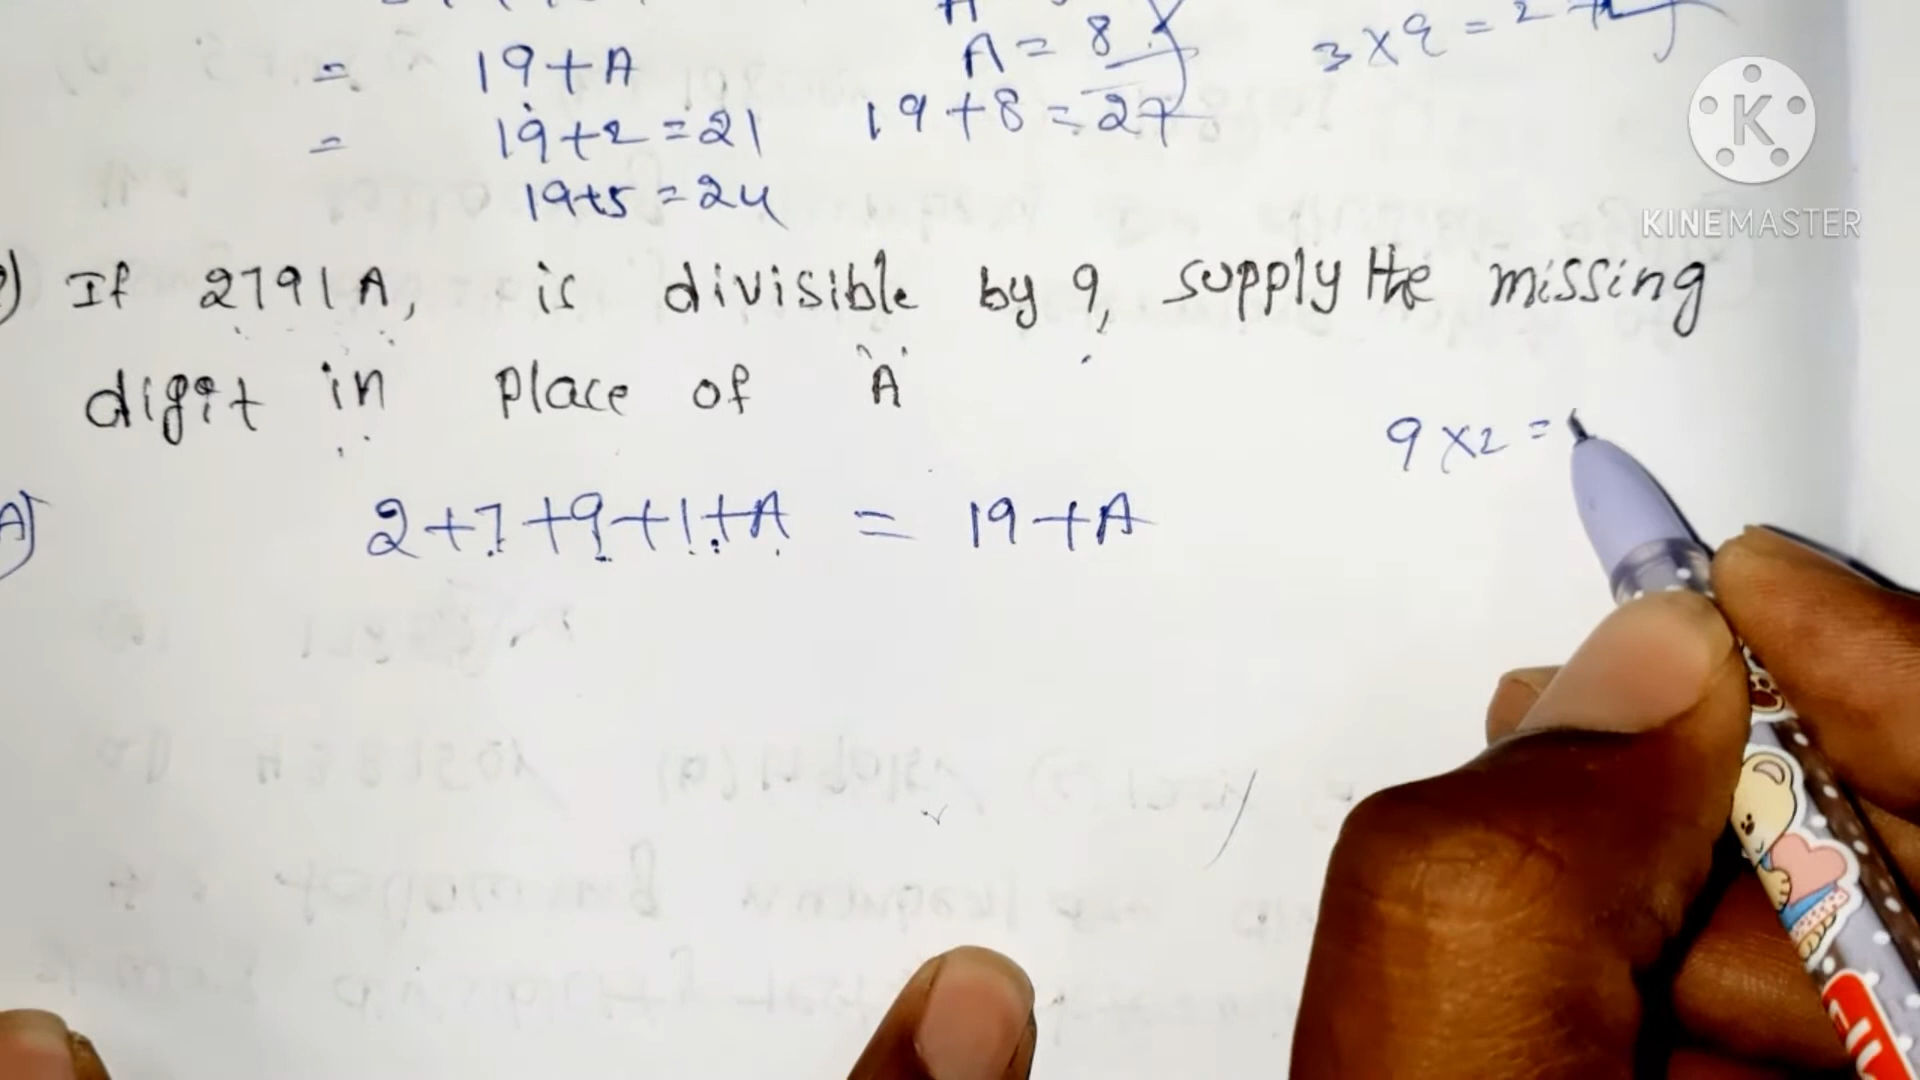 A = 8
= 19+A
3×9=2
= 19+2=21
19+8=27
19+5=24
K
KINEMASTER
) If 2791A, is divisible by 9, supply the missing
digit in place of A
9×2=
A) 2+7+9+1+A = 19+A